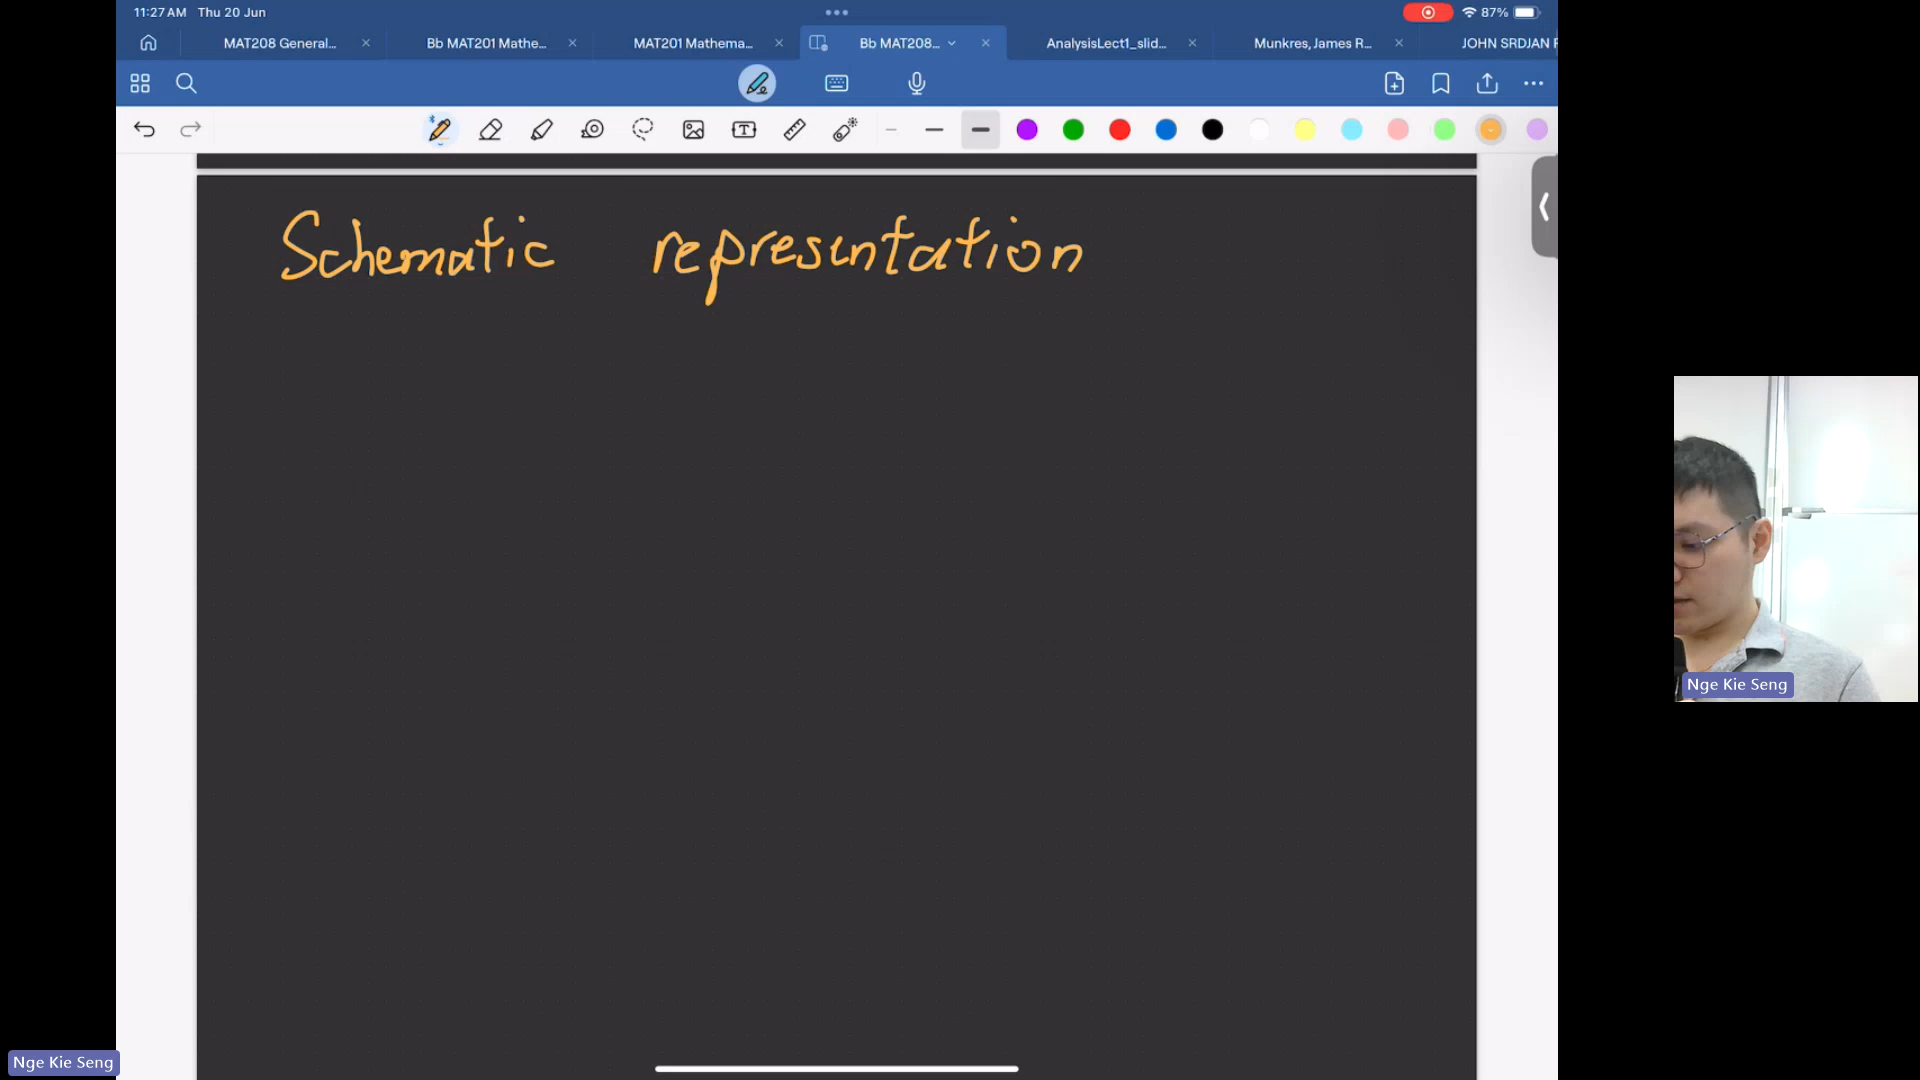 11:27 AM Thu 20 Jun
87%
MAT208 General...
Bb MAT201 Mathe...
MAT201 Mathema...
Bb MAT208...
AnalysisLect1_slid...
Munkres, James R...
JOHN SRDJAN
Schematic representation
Nge Kie Seng
Nge Kie Seng